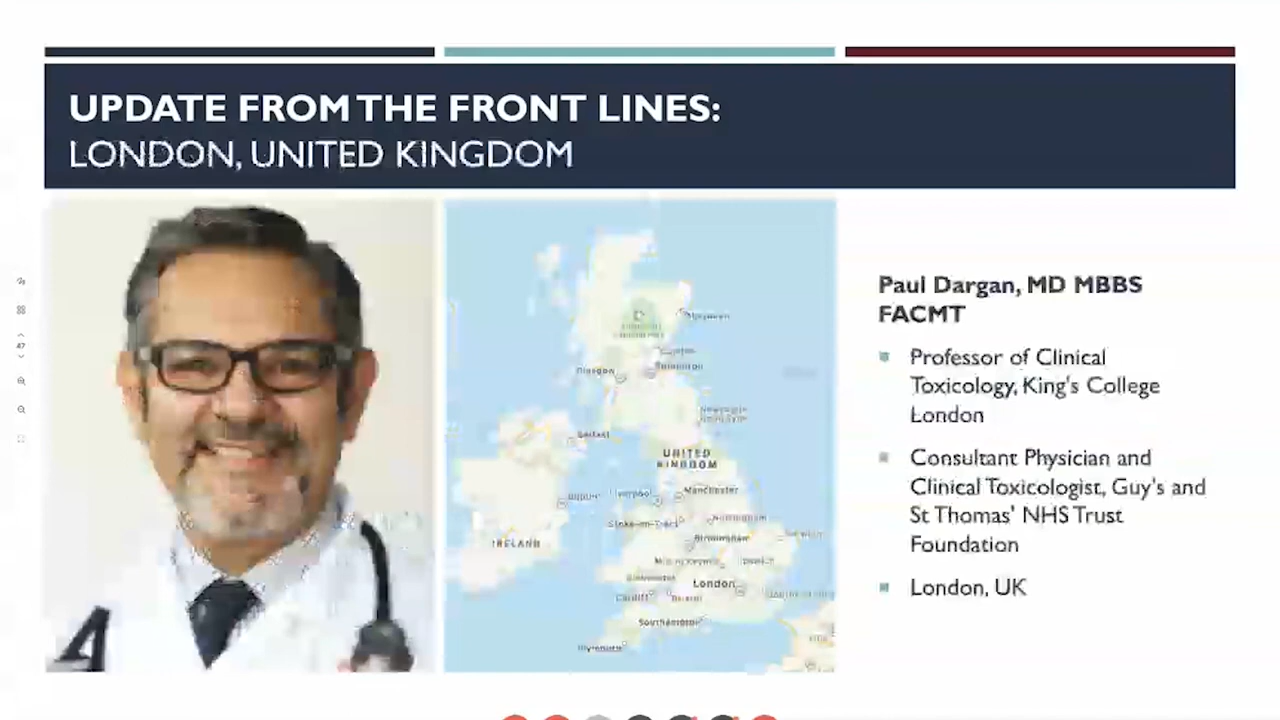 UPDATE FROM THE FRONT LINES:
LONDON, UNITED KINGDOM
Paul Dargan, MD MBBS
FACMT
Professor of Clinical
Toxicology, King's College
London
Consultant Physician and
Clinical Toxicologist, Guy's and
St Thomas' NHS Trust
Foundation
London, UK
Glasgow
Belfast
UNITED
KINGDOM
Manchester
Liverpool
IRELAND
Birmingham
London
Cardiff
Southampton
47